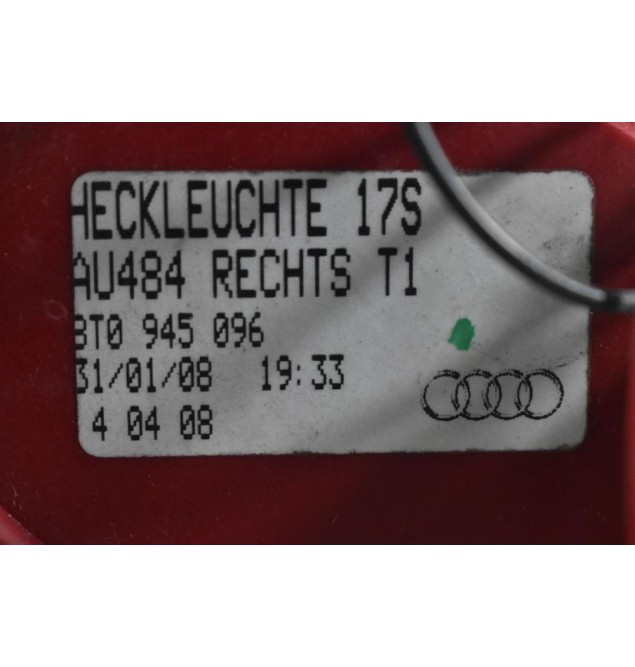 HECKLEUCHTE 17S
AU484 RECHTS T1
8T0 945 096
31/01/08 19:33
4 04 08